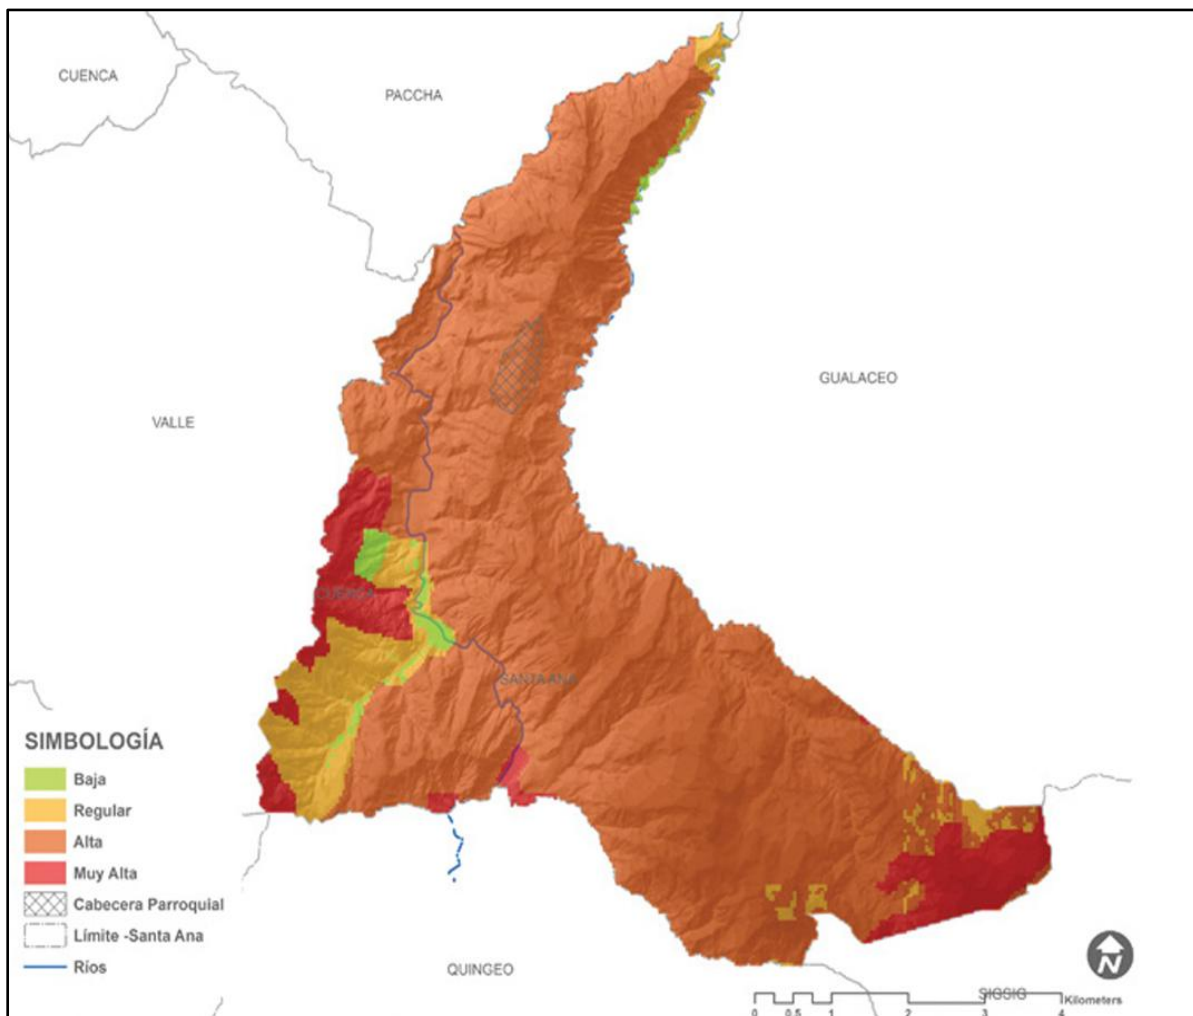 CUENCA
PACCHA
GUALACEO
VALLE
CUENCA
SANTA ANA
SIMBOLOGÍA
Baja
Regular
Alta
Muy Alta
Cabecera Parroquial
Límite -Santa Ana
Ríos
QUINGEO
N
SIGSIG
Kilometers
0 0,5 1 2 3 4